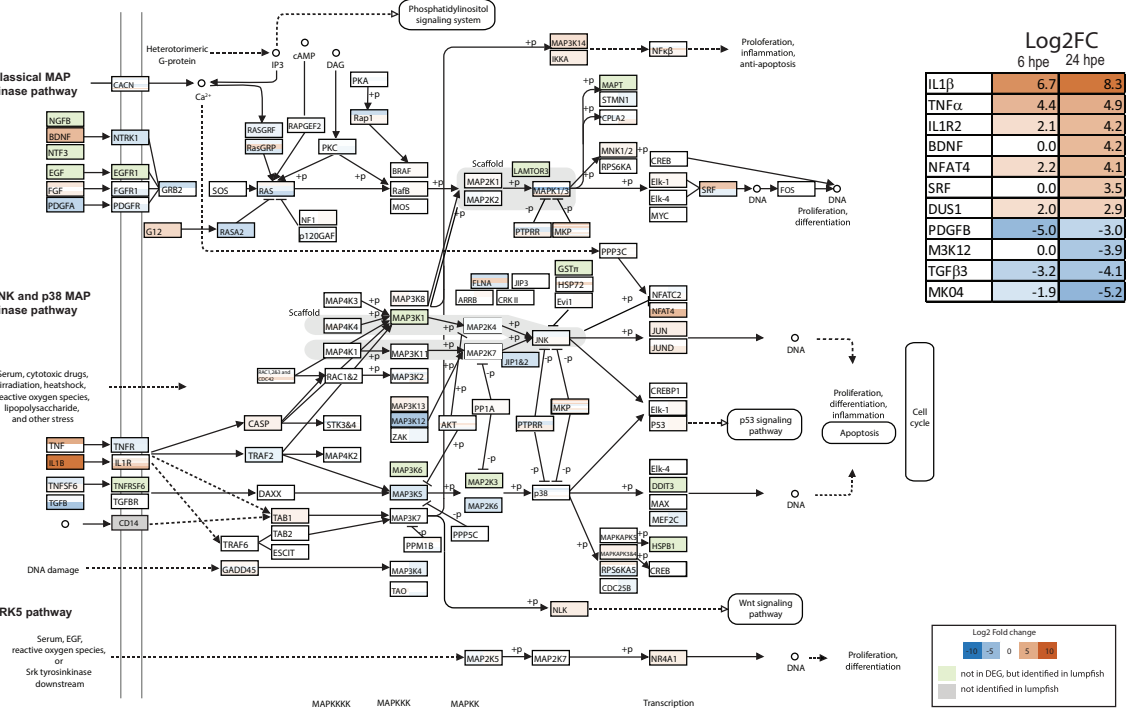 Phosphatidylinositol
signaling system
Heterotorimeric
G-protein
IP3
cAMP
DAG
+p
MAP3K14
IKKA
NFκβ
Proloferation,
inflammation,
anti-apoptosis
lassical MAP
inase pathway
CACN
Ca2+
PKA
+p
Rap1
+p
MAPT
STMN1
CPLA2
+p
NGFB
BDNF
NTF3
NTRK1
RASGRF
RasGRP
RAPGEF2
PKC
BRAF
MNK1/2
RPS6KA
+p
+p
CREB
EGF
FGF
PDGFA
EGFR1
FGFR1
PDGFR
GRB2
SOS
RAS
RafB
MOS
+p
Scaffold
MAP2K1
MAP2K2
+p
LAMTOR3
MAPK1/3
+p
Elk-1
Elk-4
MYC
SRF
DNA
FOS
DNA
Proliferation,
differentiation
G12
RASA2
NF1
p120GAF
+p
+p
-p
-p
PTPRR
MKP
PPP3C
NK and p38 MAP
inase pathway
GSTπ
HSP72
Evi1
FLNA
JIP3
ARRB
CRK II
NFATC2
NFAT4
JUN
JUND
+p
MAP4K3
+p
MAP3K8
Scaffold
MAP4K4
+p
MAP3K1
+p
MAP2K4
+p
JNK
+p
DNA
MAP4K1
+p
MAP3K11
+p
MAP2K7
+p
JIP1&2
Serum, cytotoxic drugs,
irradiation, heatshock,
reactive oxygen species,
lipopolysaccharide,
and other stress
RAC1,2&3 and
CDC42
RAC1&2
+p
MAP3K2
-p
-p
-p
-p
CREBP1
Elk-1
P53
p53 signaling
pathway
Proliferation,
differentiation,
inflammation
Apoptosis
Cell
cycle
MAP3K13
MAP3K12
ZAK
PP1A
AKT
MKP
PTPRR
CASP
STK3&4
+p
TNF
IL1B
TNFR
IL1R
TRAF2
MAP4K2
MAP3K6
+p
-p
MAP2K3
-p
-p
Elk-4
DDIT3
MAX
MEF2C
TNFSF6
TGFB
TNFRSF6
TGFBR
DAXX
MAP3K5
+p
MAP2K6
+p
p38
+p
DNA
CD14
TAB1
TAB2
ESCIT
TRAF6
MAP3K7
-p
PPM1B
PPP5C
+p
MAPKAPK5
MAPKAPK3&4
RPS6KA5
CDC25B
+p
+p
HSPB1
CREB
DNA damage
GADD45
MAP3K4
TAO
RK5 pathway
+p
NLK
Wnt signaling
pathway
Serum, EGF,
reactive oxygen species,
or
Srk tyrosinkinase
downstream
MAP2K5
+p
MAP2K7
+p
NR4A1
DNA
Proliferation,
differentiation
MAPKKKK
MAPKKK
MAPKK
Transcription
Log2FC
6 hpe 24 hpe
IL1β 6.7 8.3
TNFα 4.4 4.9
IL1R2 2.1 4.2
BDNF 0.0 4.2
NFAT4 2.2 4.1
SRF 0.0 3.5
DUS1 2.0 2.9
PDGFB -5.0 -3.0
M3K12 0.0 -3.9
TGFβ3 -3.2 -4.1
MK04 -1.9 -5.2
Log2 Fold change
-10 -5 0 5 10
not in DEG, but identified in lumpfish
not identified in lumpfish